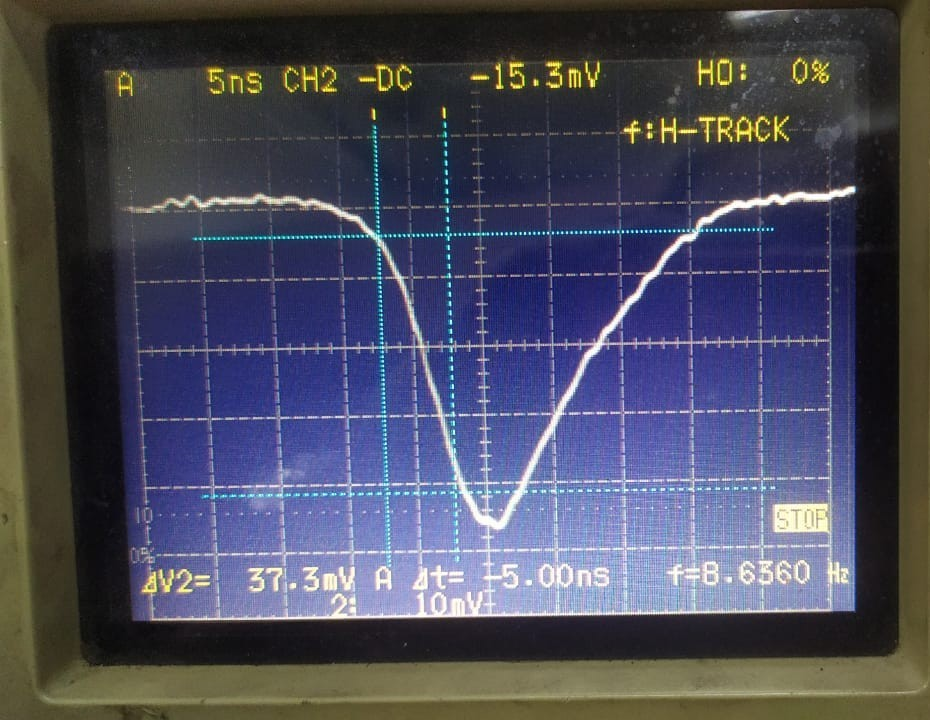 A 5ns CH2 -DC -15.3mV HO: 0%
f:H-TRACK
10
STOP
0%
ΔV2= 37.3mV A Δt= -5.00ns f=8.6360 Hz
2: 10mV